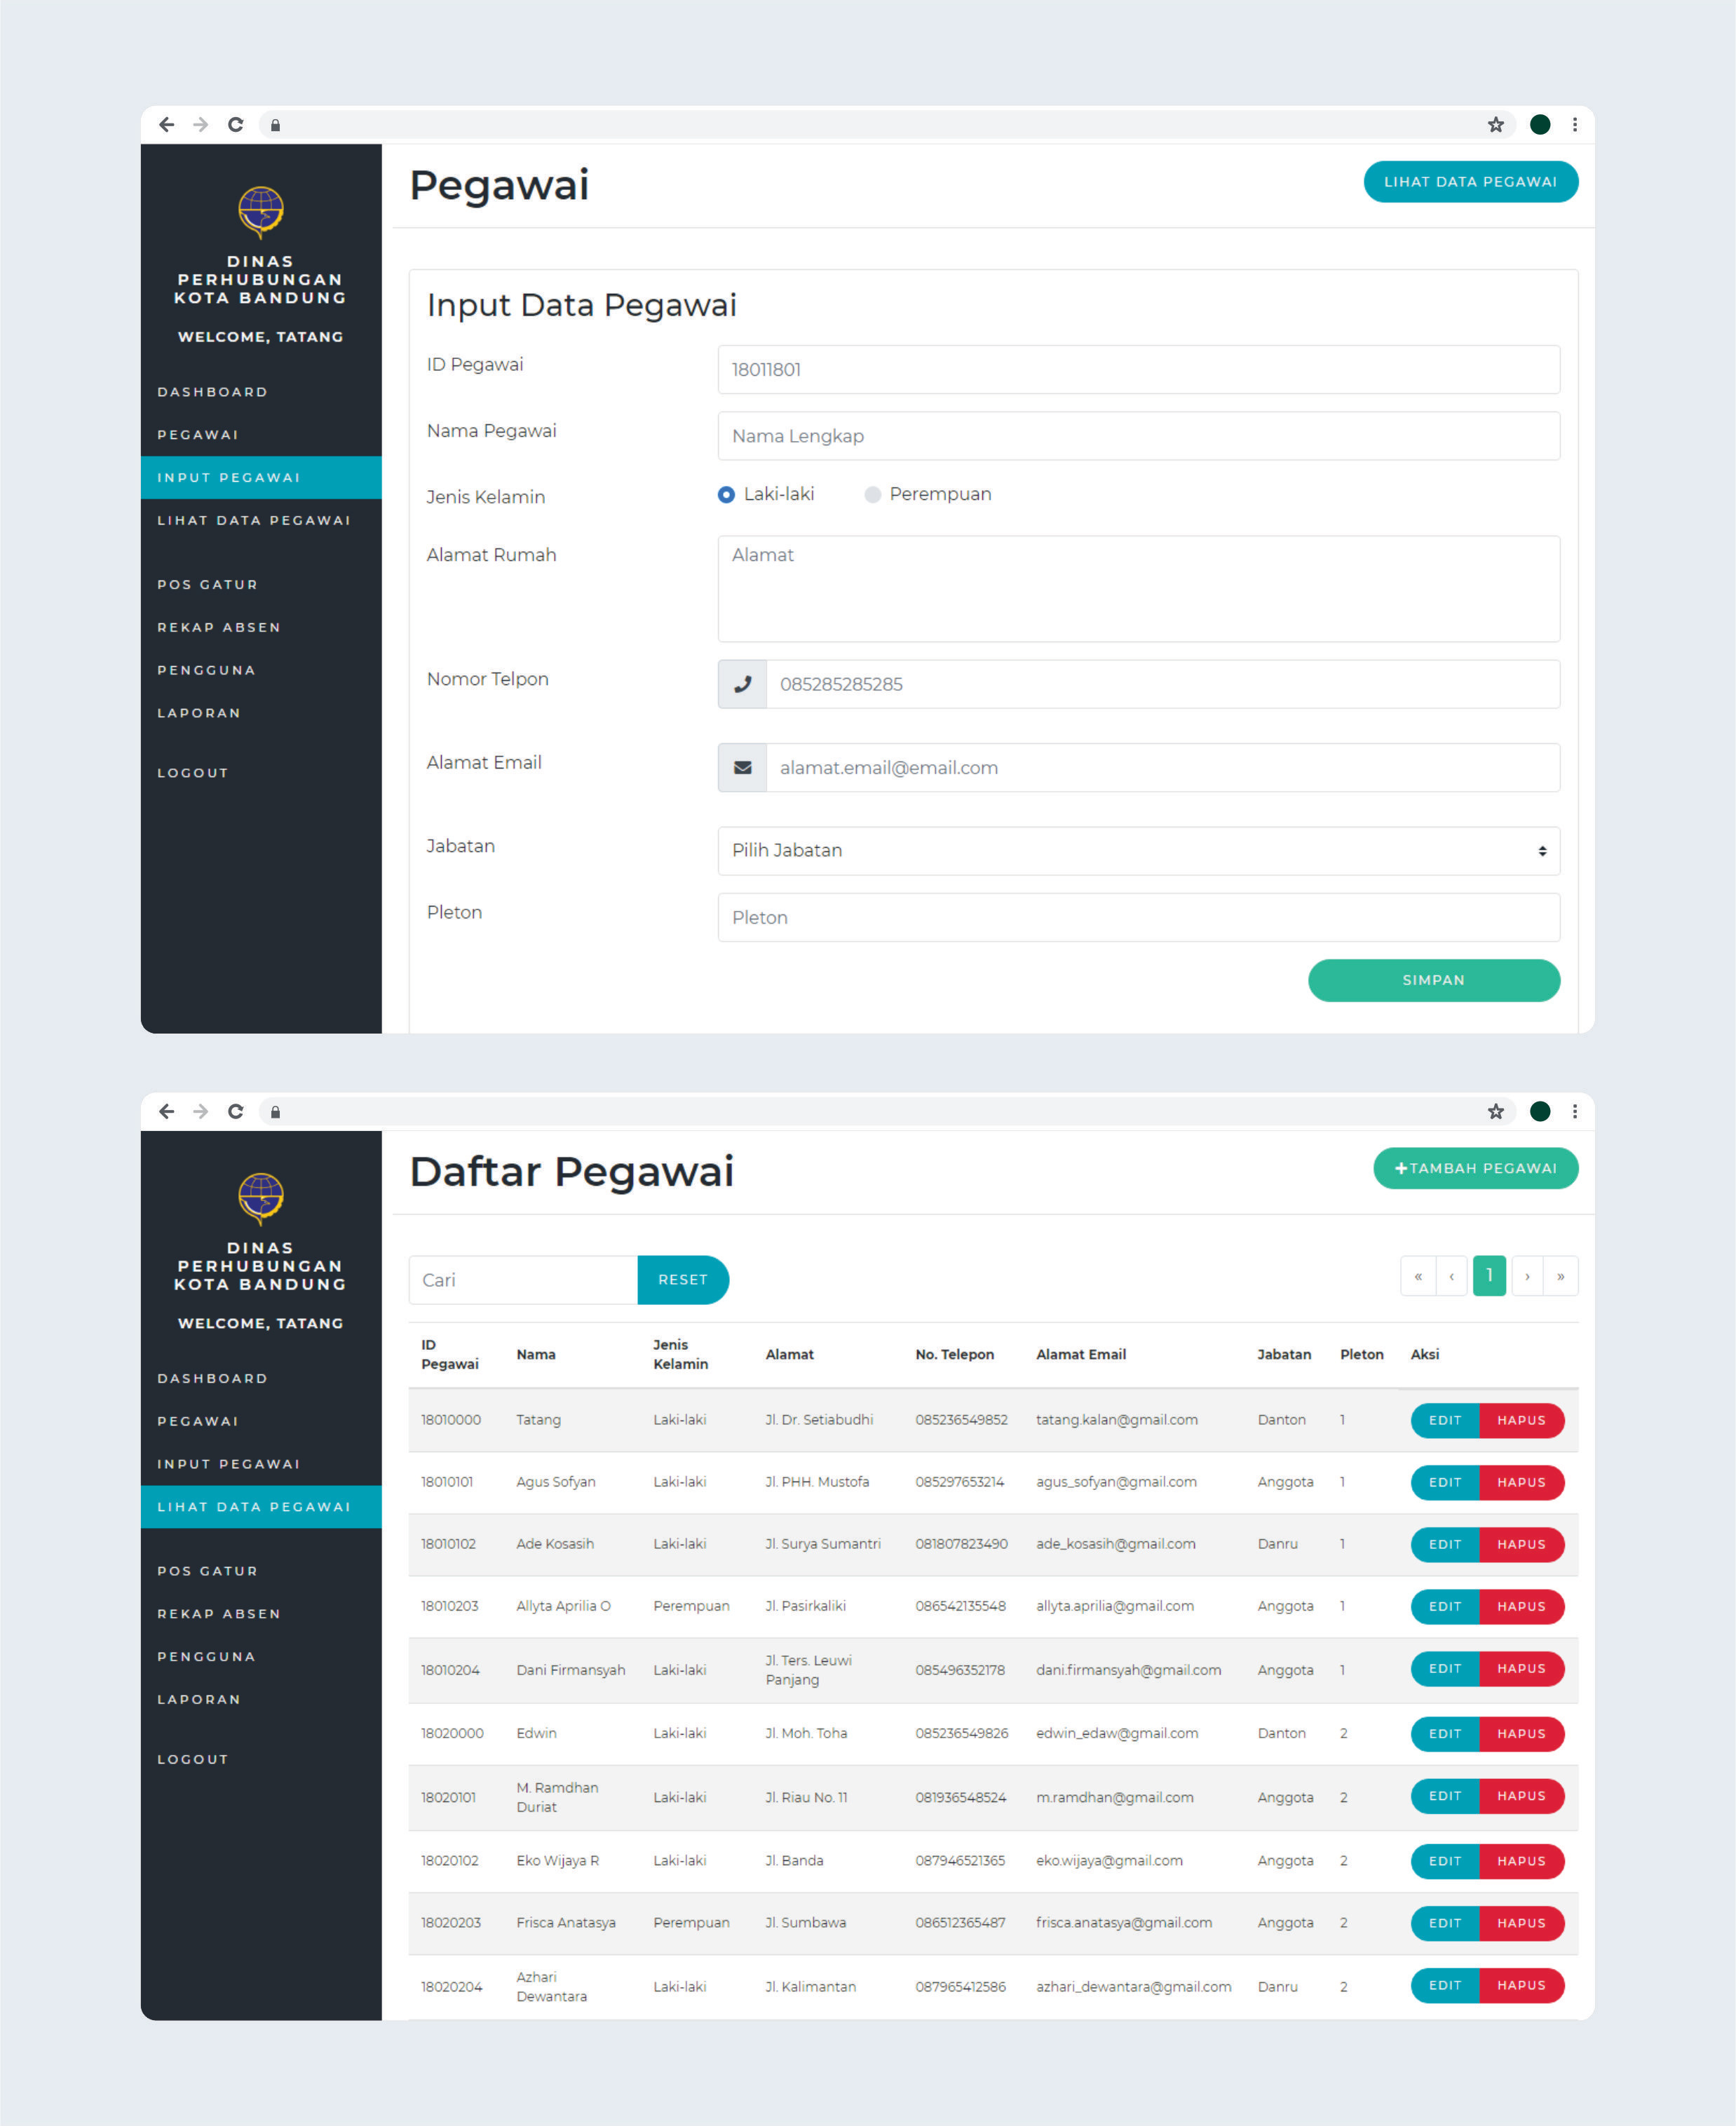 DINAS
PERHUBUNGAN
KOTA BANDUNG
WELCOME, TATANG
DASHBOARD
PEGAWAI
INPUT PEGAWAI
LIHAT DATA PEGAWAI
POS GATUR
REKAP ABSEN
PENGGUNA
LAPORAN
LOGOUT
Pegawai
LIHAT DATA PEGAWAI
Input Data Pegawai
ID Pegawai 18011801
Nama Pegawai Nama Lengkap
Jenis Kelamin Laki-laki Perempuan
Alamat Rumah Alamat
Nomor Telpon 085285285285
Alamat Email alamat.email@email.com
Jabatan Pilih Jabatan
Pleton Pleton
SIMPAN
DINAS
PERHUBUNGAN
KOTA BANDUNG
WELCOME, TATANG
DASHBOARD
PEGAWAI
INPUT PEGAWAI
LIHAT DATA PEGAWAI
POS GATUR
REKAP ABSEN
PENGGUNA
LAPORAN
LOGOUT
Daftar Pegawai
+TAMBAH PEGAWAI
Cari RESET
« ‹ 1 › »
ID Pegawai Nama Jenis Kelamin Alamat No. Telepon Alamat Email Jabatan Pleton Aksi
18010000 Tatang Laki-laki Jl. Dr. Setiabudhi 085236549852 tatang.kalan@gmail.com Danton 1 EDIT HAPUS
18010101 Agus Sofyan Laki-laki Jl. PHH. Mustofa 085297653214 agus_sofyan@gmail.com Anggota 1 EDIT HAPUS
18010102 Ade Kosasih Laki-laki Jl. Surya Sumantri 081807823490 ade_kosasih@gmail.com Danru 1 EDIT HAPUS
18010203 Allyta Aprilia O Perempuan Jl. Pasirkaliki 086542135548 allyta.aprilia@gmail.com Anggota 1 EDIT HAPUS
18010204 Dani Firmansyah Laki-laki Jl. Ters. Leuwi Panjang 085496352178 dani.firmansyah@gmail.com Anggota 1 EDIT HAPUS
18020000 Edwin Laki-laki Jl. Moh. Toha 085236549826 edwin_edaw@gmail.com Danton 2 EDIT HAPUS
18020101 M. Ramdhan Duriat Laki-laki Jl. Riau No. 11 081936548524 m.ramdhan@gmail.com Anggota 2 EDIT HAPUS
18020102 Eko Wijaya R Laki-laki Jl. Banda 087946521365 eko.wijaya@gmail.com Anggota 2 EDIT HAPUS
18020203 Frisca Anatasya Perempuan Jl. Sumbawa 086512365487 frisca.anatasya@gmail.com Anggota 2 EDIT HAPUS
18020204 Azhari Dewantara Laki-laki Jl. Kalimantan 087965412586 azhari_dewantara@gmail.com Danru 2 EDIT HAPUS